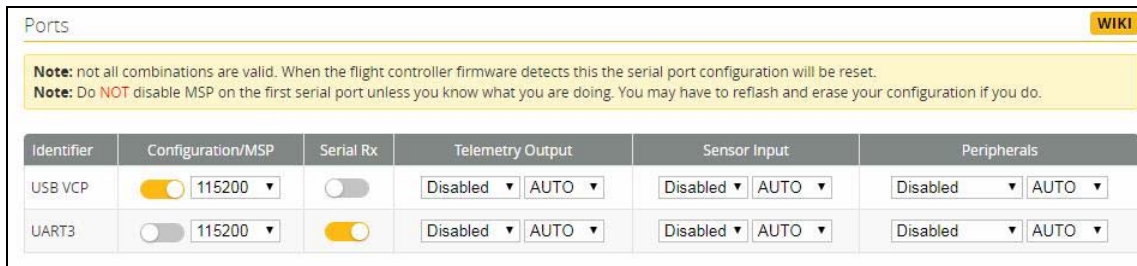 Ports WIKI
Note: not all combinations are valid. When the flight controller firmware detects this the serial port configuration will be reset.
Note: Do NOT disable MSP on the first serial port unless you know what you are doing. You may have to reflash and erase your configuration if you do.
Identifier Configuration/MSP Serial Rx Telemetry Output Sensor Input Peripherals
USB VCP 115200 Disabled AUTO Disabled AUTO Disabled AUTO
UART3 115200 Disabled AUTO Disabled AUTO Disabled AUTO